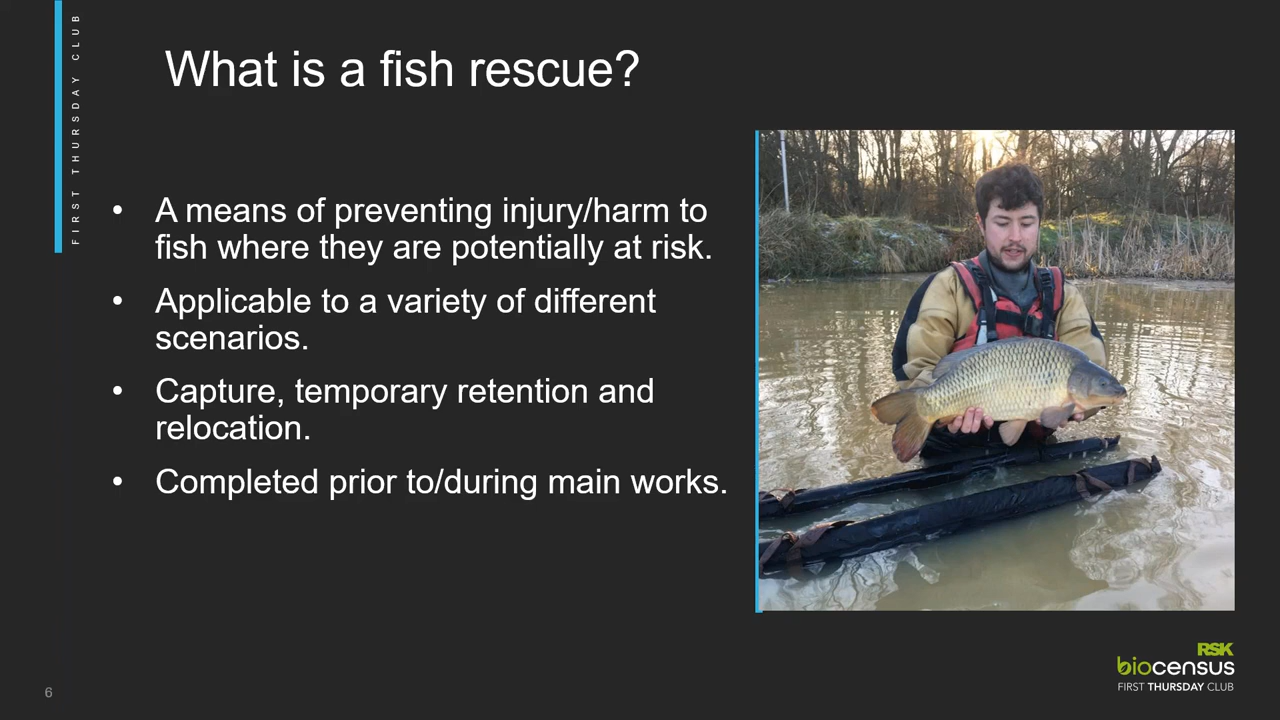 FIRST THURSDAY CLUB
What is a fish rescue?
• A means of preventing injury/harm to
fish where they are potentially at risk.
• Applicable to a variety of different
scenarios.
• Capture, temporary retention and
relocation.
• Completed prior to/during main works.
RSK
biocensus
FIRST THURSDAY CLUB
6